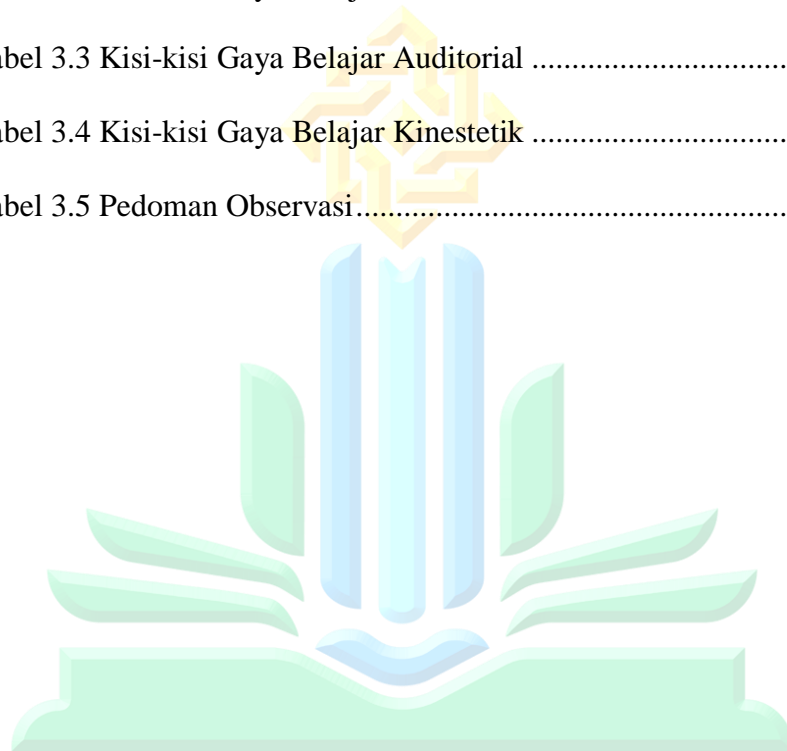 abel 3.3 Kisi-kisi Gaya Belajar Auditorial ................................
abel 3.4 Kisi-kisi Gaya Belajar Kinestetik ................................
abel 3.5 Pedoman Observasi......................................................